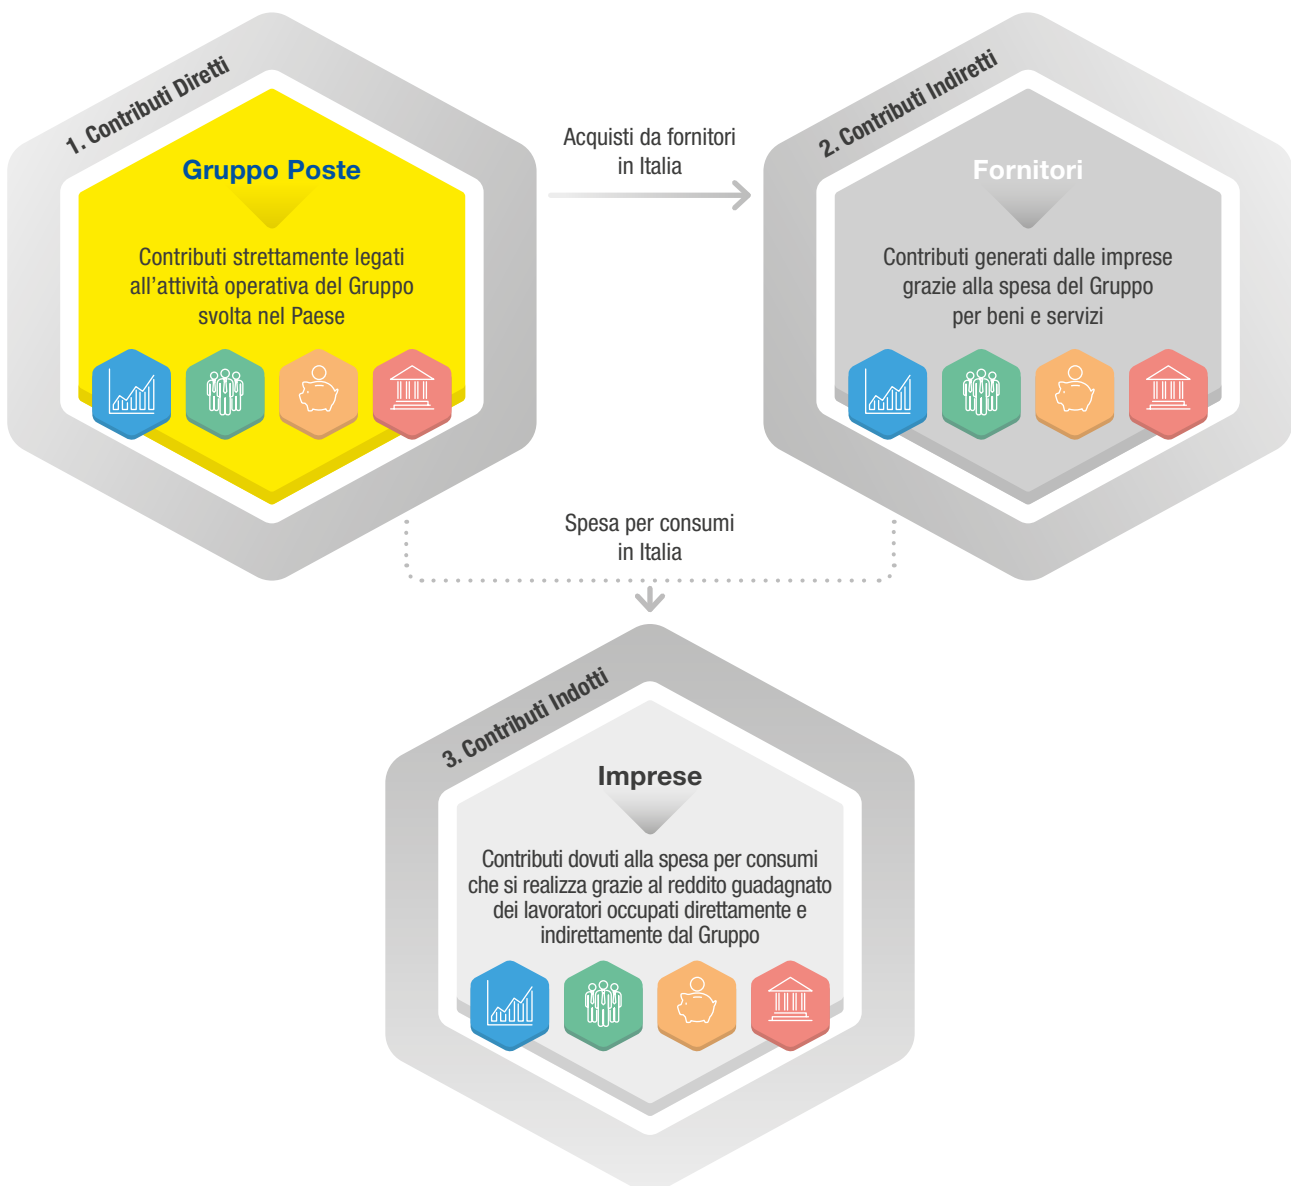 1. Contributi Diretti
Gruppo Poste
Contributi strettamente legati
all'attività operativa del Gruppo
svolta nel Paese
Acquisti da fornitori
in Italia
2. Contributi Indiretti
Fornitori
Contributi generati dalle imprese
grazie alla spesa del Gruppo
per beni e servizi
Spesa per consumi
in Italia
3. Contributi Indotti
Imprese
Contributi dovuti alla spesa per consumi
che si realizza grazie al reddito guadagnato
dei lavoratori occupati direttamente e
indirettamente dal Gruppo